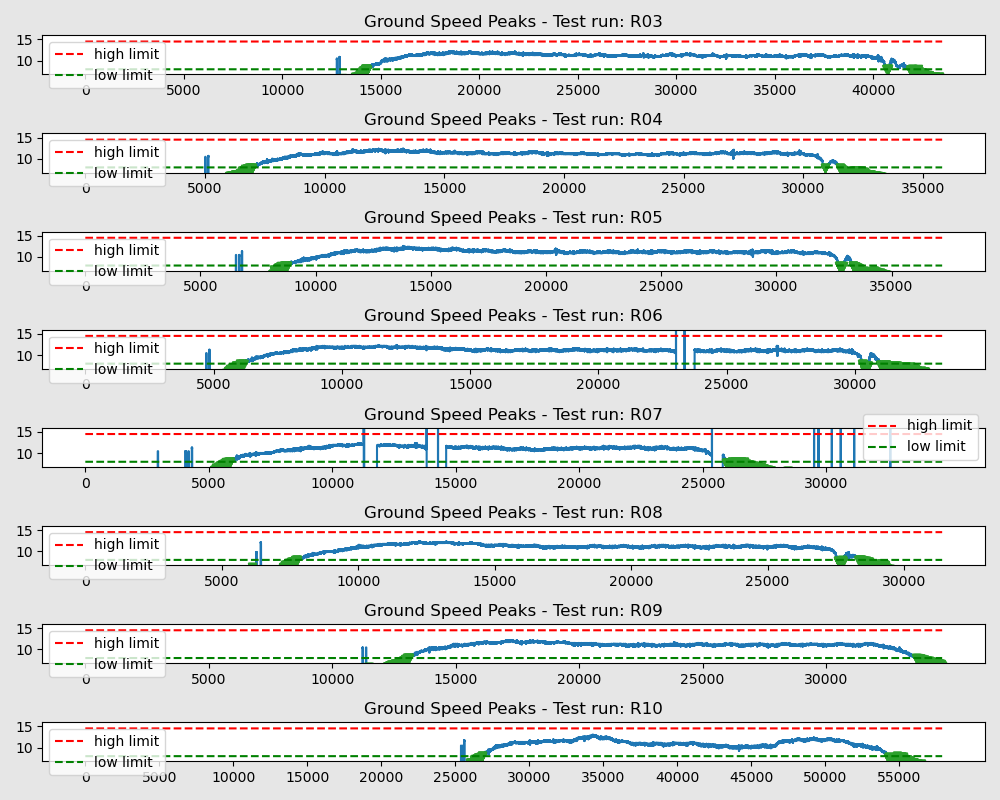 Ground Speed Peaks - Test run: R03
15
10
high limit
low limit
0 5000 10000 15000 20000 25000 30000 35000 40000
Ground Speed Peaks - Test run: R04
15
10
high limit
low limit
0 5000 10000 15000 20000 25000 30000 35000
Ground Speed Peaks - Test run: R05
15
10
high limit
low limit
0 5000 10000 15000 20000 25000 30000 35000
Ground Speed Peaks - Test run: R06
15
10
high limit
low limit
0 5000 10000 15000 20000 25000 30000
Ground Speed Peaks - Test run: R07
15
10
high limit
low limit
0 5000 10000 15000 20000 25000 30000
Ground Speed Peaks - Test run: R08
15
10
high limit
low limit
0 5000 10000 15000 20000 25000 30000
Ground Speed Peaks - Test run: R09
15
10
high limit
low limit
0 5000 10000 15000 20000 25000 30000
Ground Speed Peaks - Test run: R10
15
10
high limit
low limit
0 5000 10000 15000 20000 25000 30000 35000 40000 45000 50000 55000